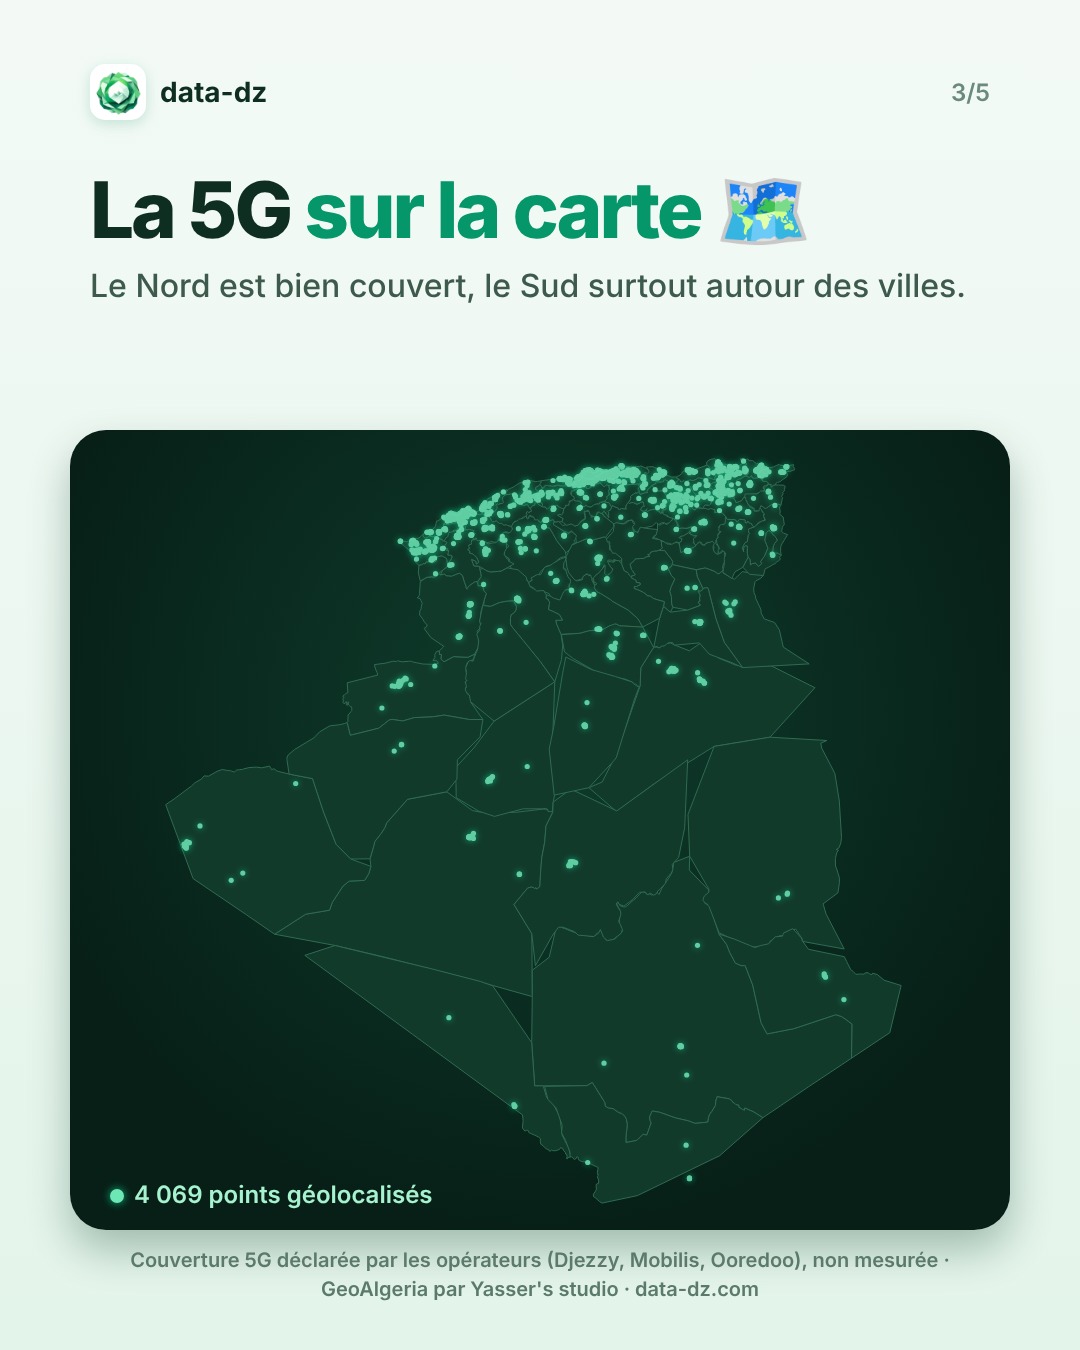 data-dz
3/5
La 5G sur la carte
Le Nord est bien couvert, le Sud surtout autour des villes.
4 069 points géolocalisés
Couverture 5G déclarée par les opérateurs (Djezzy, Mobilis, Ooredoo), non mesurée ·
GeoAlgeria par Yasser's studio · data-dz.com